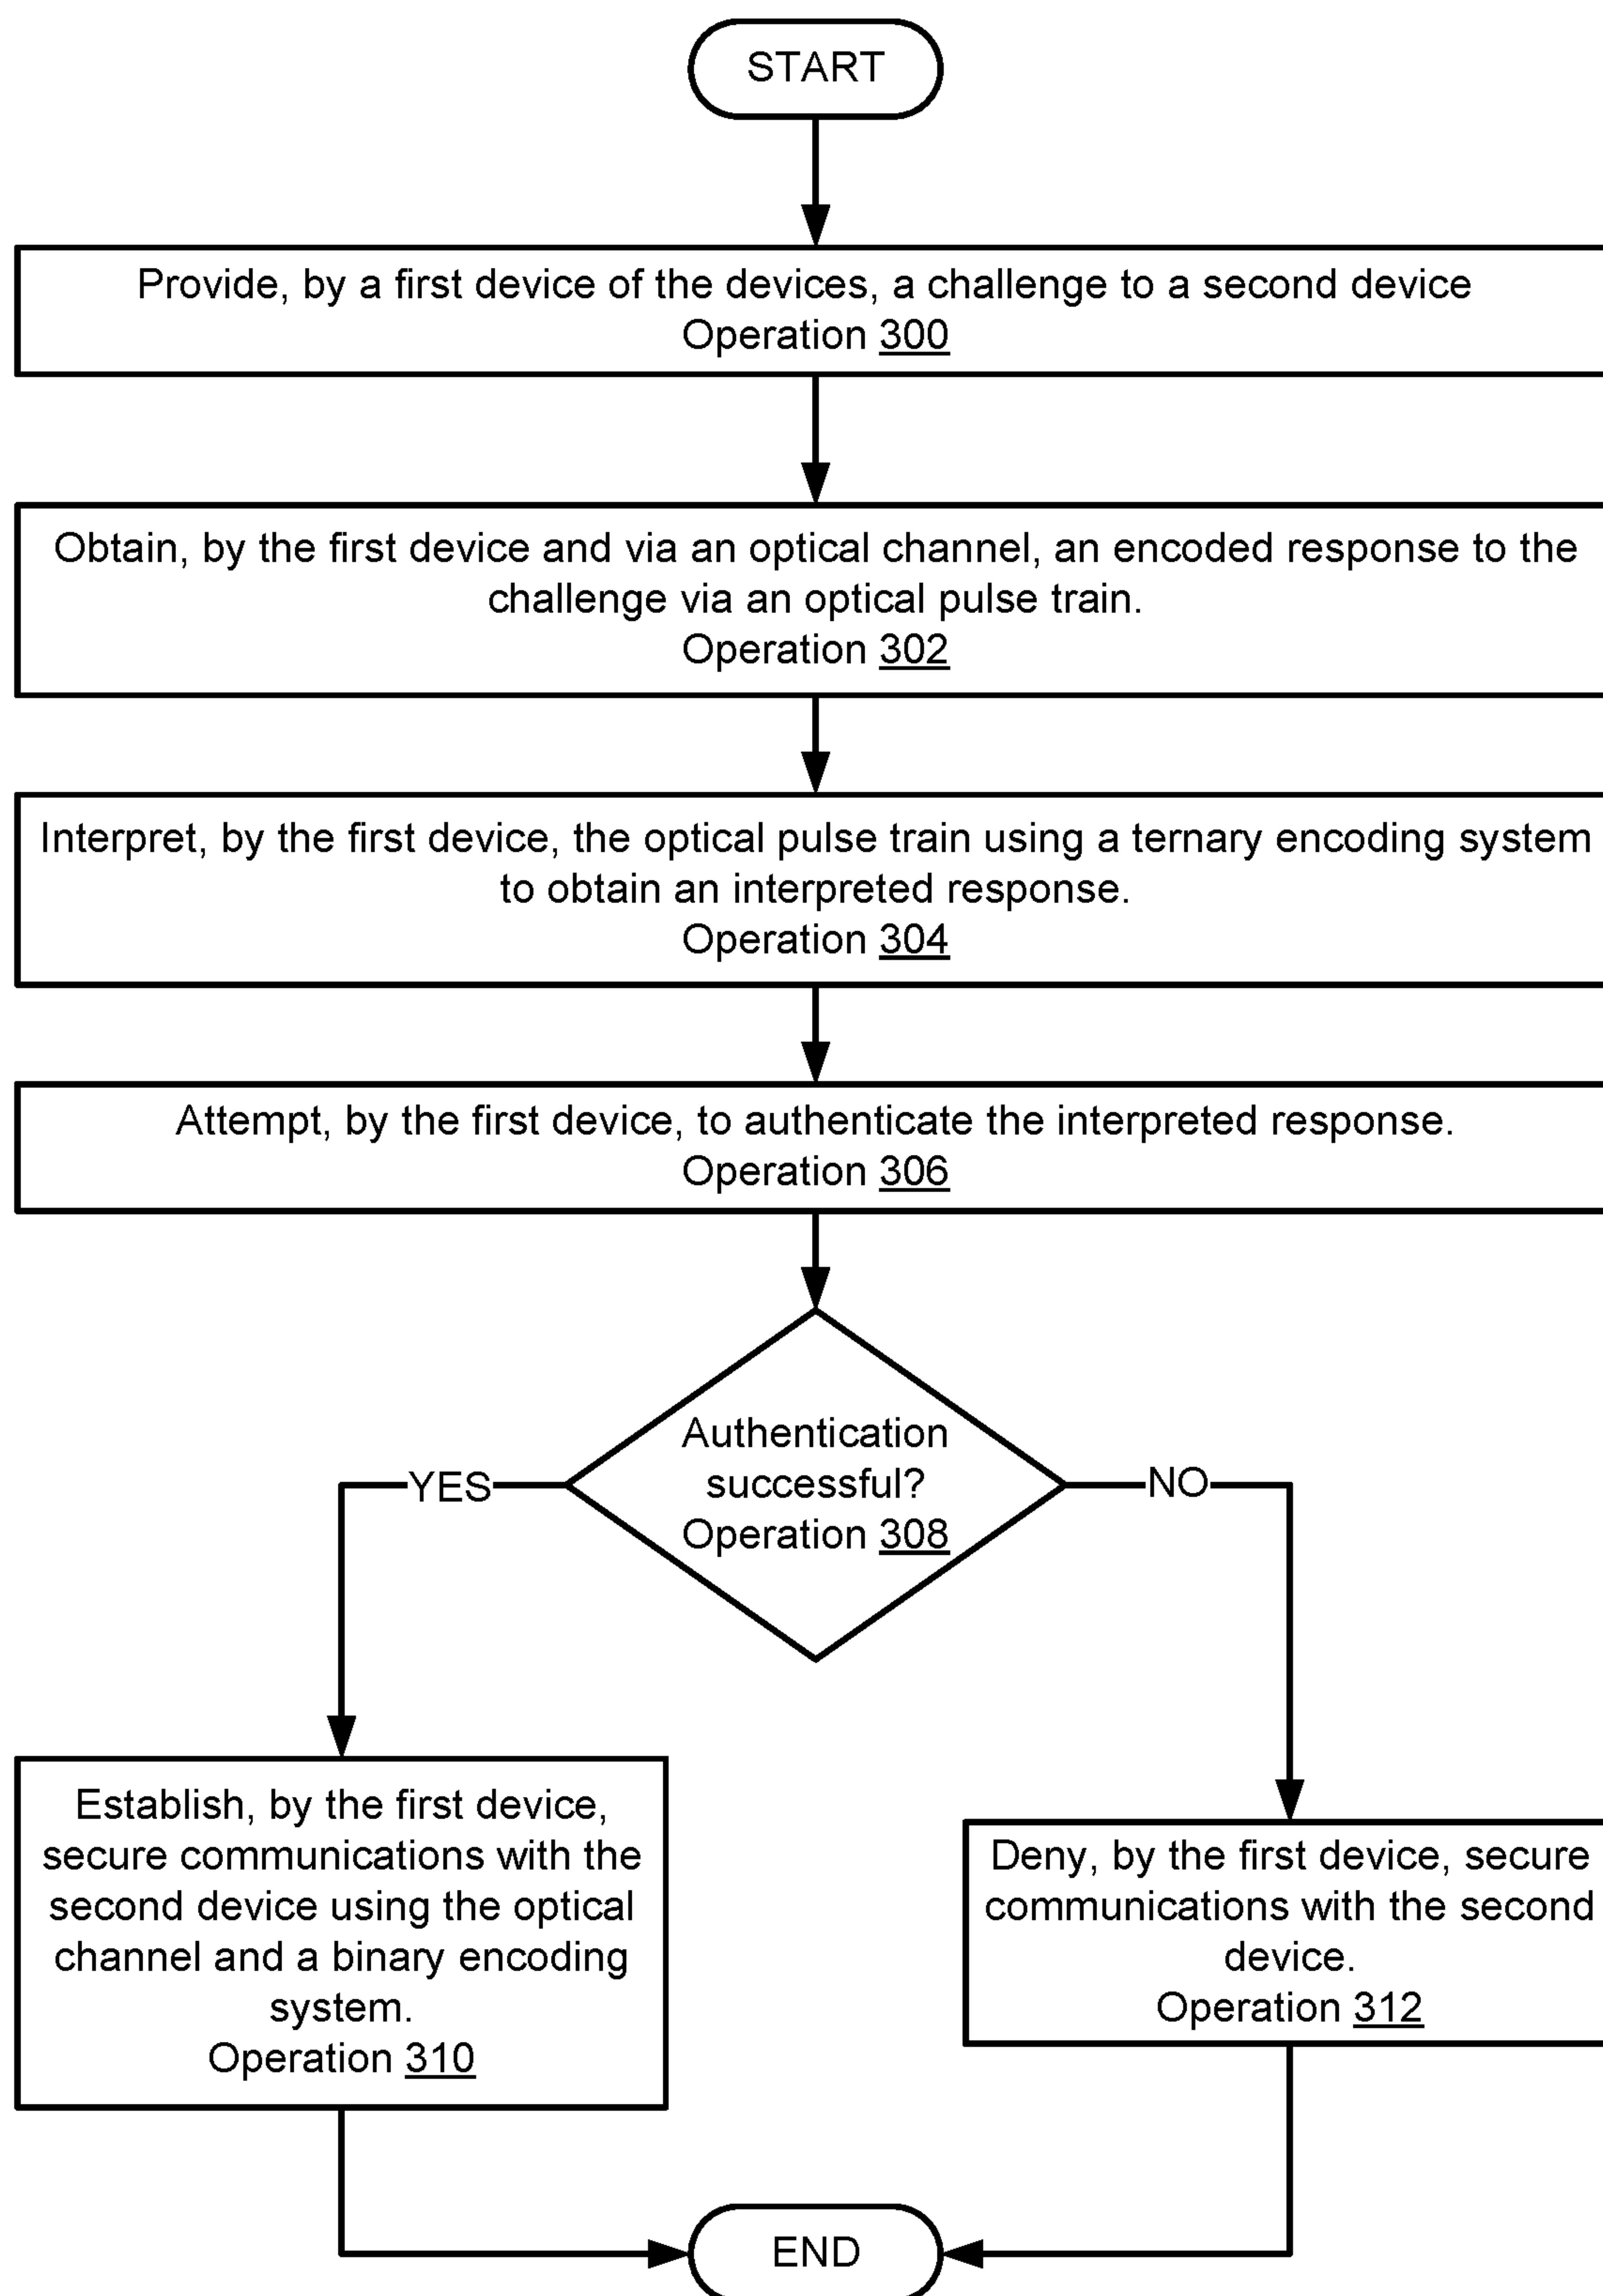 START
Provide, by a first device of the devices, a challenge to a second device
Operation 300
Obtain, by the first device and via an optical channel, an encoded response to the
challenge via an optical pulse train.
Operation 302
Interpret, by the first device, the optical pulse train using a ternary encoding system
to obtain an interpreted response.
Operation 304
Attempt, by the first device, to authenticate the interpreted response.
Operation 306
Authentication
successful?
Operation 308
YES
NO
Establish, by the first device,
secure communications with the
second device using the optical
channel and a binary encoding
system.
Operation 310
Deny, by the first device, secure
communications with the second
device.
Operation 312
END